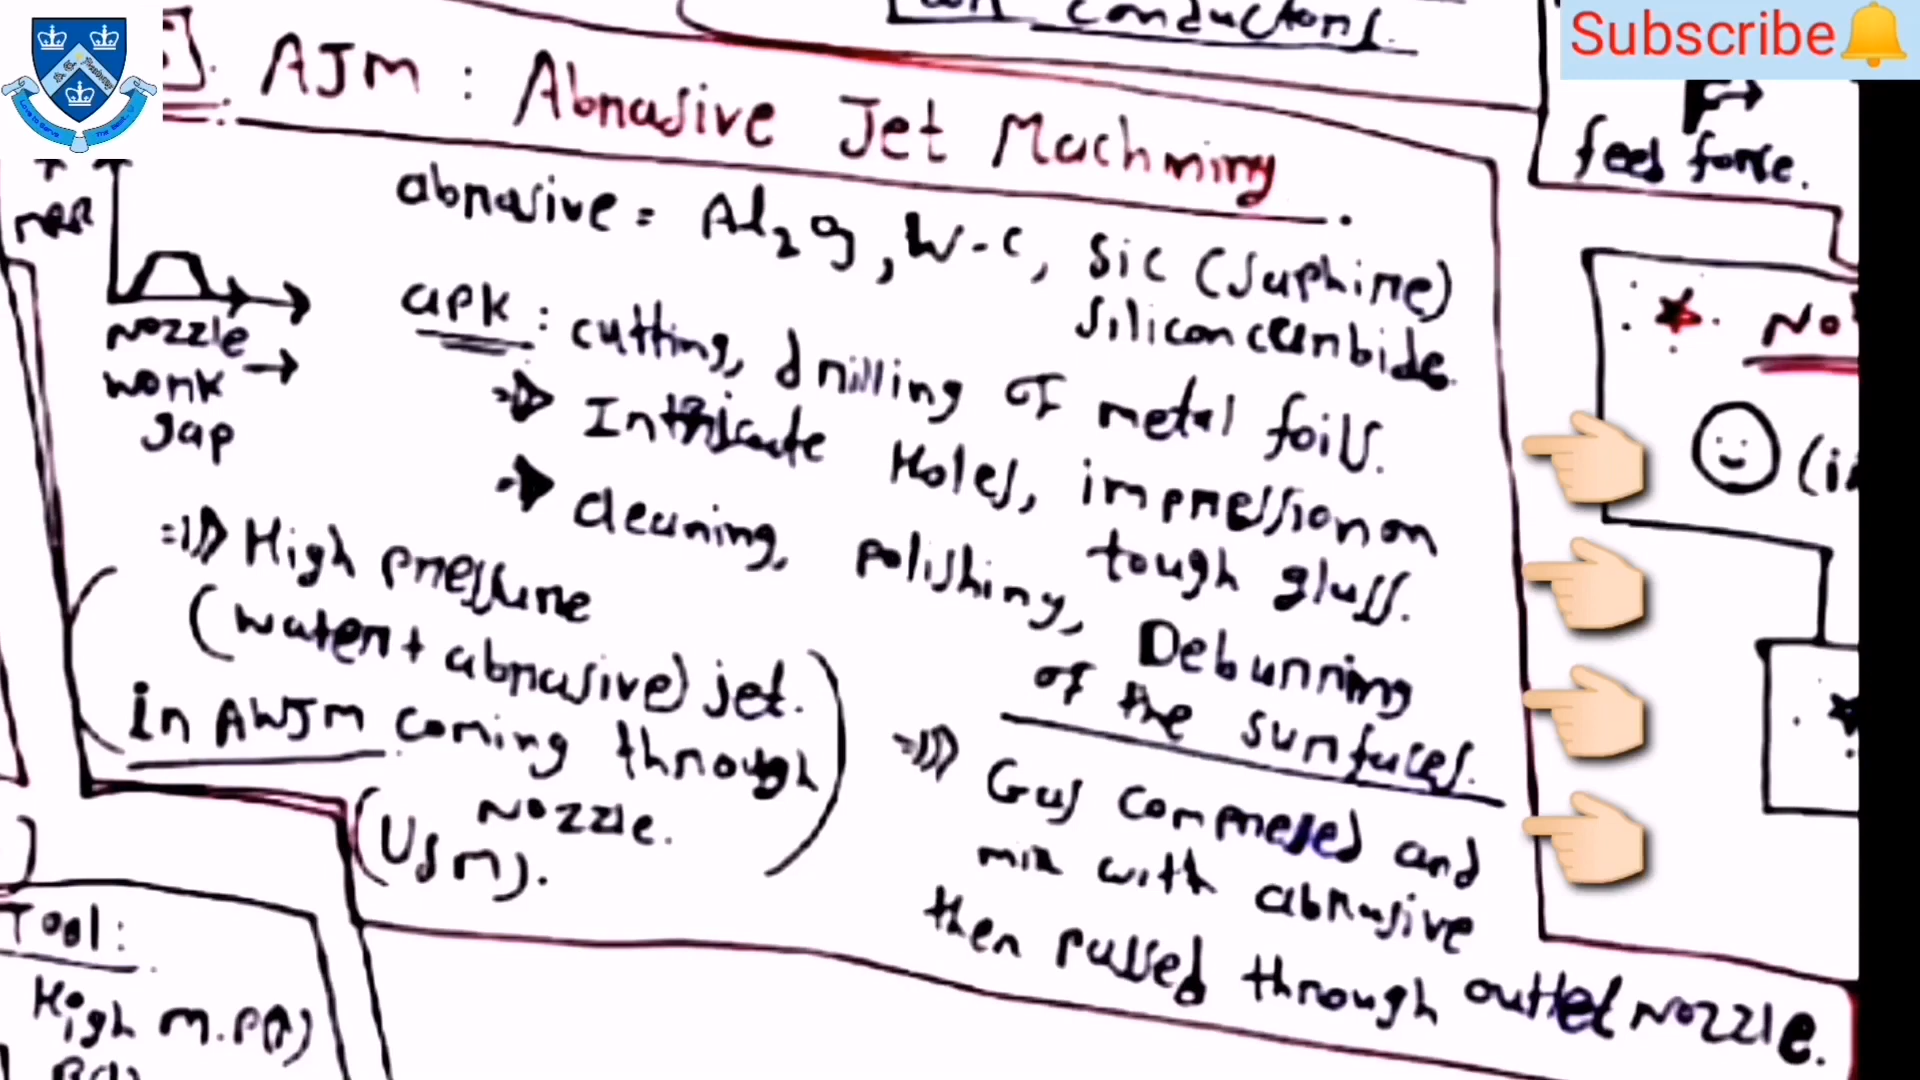 conductors.
Subscribe
AJM : Abrasive Jet Machining
feel force.
abrasive = Al2O3, W-C, SiC (Saphire)
silicon carbide.
MRR
Nozzle
work
gap
apk : cutting, drilling of metal foils.
Intricate Holes, impression on
tough glass.
cleaning, polishing, Deburring
of the surfaces.
High pressure
(water + abrasive) jet.
in AWJM coming through
Nozzle.
(USM).
Gas compressed and
mix with abrasive
then passed through outlet Nozzle.
Tool:
High M.P(↑)